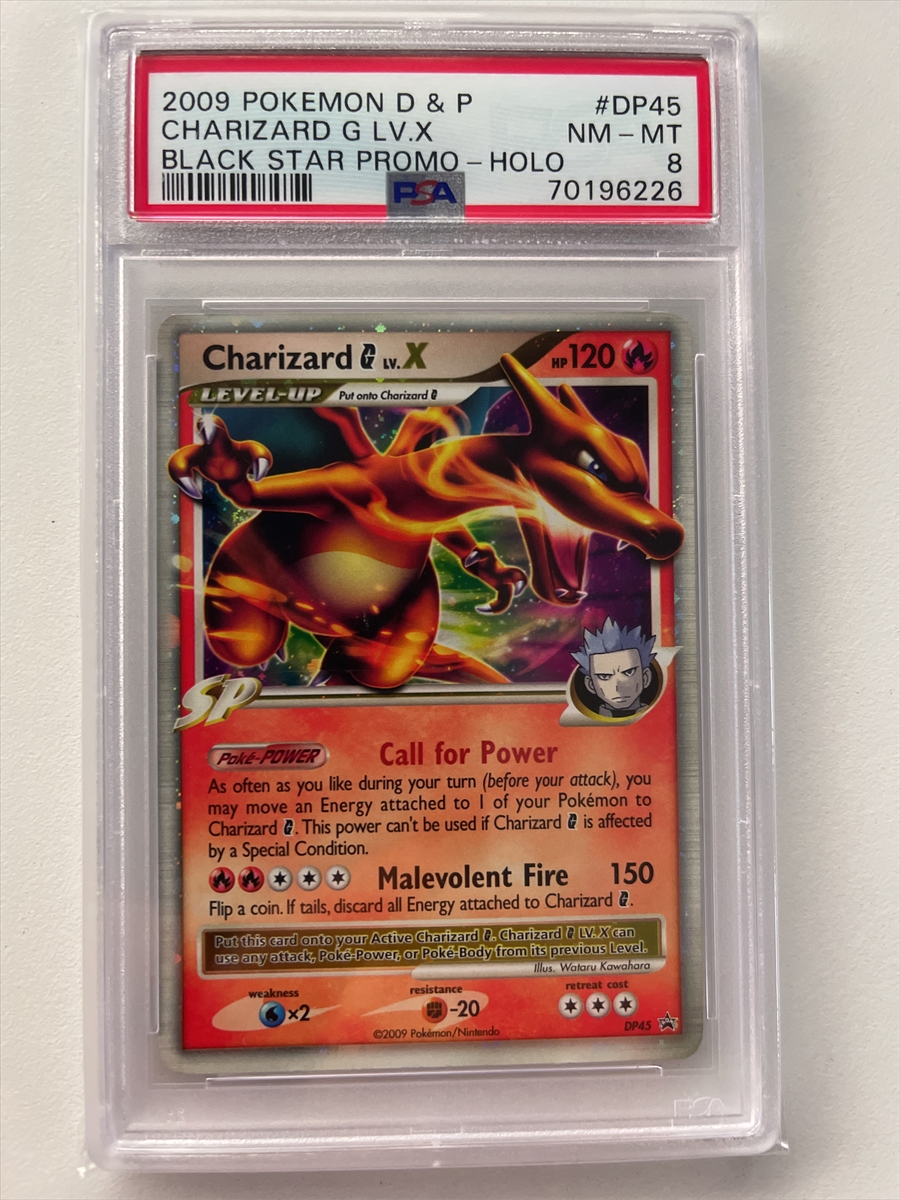 2009 POKEMON D & P #DP45
CHARIZARD G LV.X NM - MT
BLACK STAR PROMO - HOLO 8
PSA 70196226
Charizard G LV.X HP 120
LEVEL-UP Put onto Charizard G
SP
Poké-POWER Call for Power
As often as you like during your turn (before your attack), you
may move an Energy attached to 1 of your Pokémon to
Charizard G. This power can't be used if Charizard G is affected
by a Special Condition.
Malevolent Fire 150
Flip a coin. If tails, discard all Energy attached to Charizard G.
Put this card onto your Active Charizard G. Charizard G LV.X can
use any attack, Poké-Power, or Poké-Body from its previous Level.
Illus. Wataru Kawahara
weakness resistance retreat cost
×2 -20
©2009 Pokémon/Nintendo DP45
PROMO
PSA